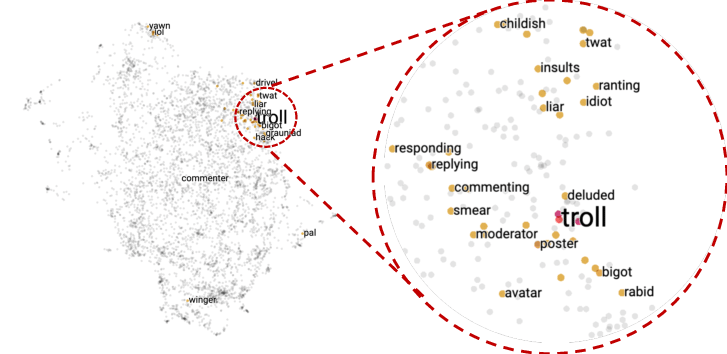 yawn
lol
drivel
twat
liar
replying
troll
bigot
grauniad
hack
commenter
pal
winger
childish
twat
insults
ranting
liar
idiot
responding
replying
commenting
deluded
smear
troll
moderator
poster
bigot
avatar
rabid